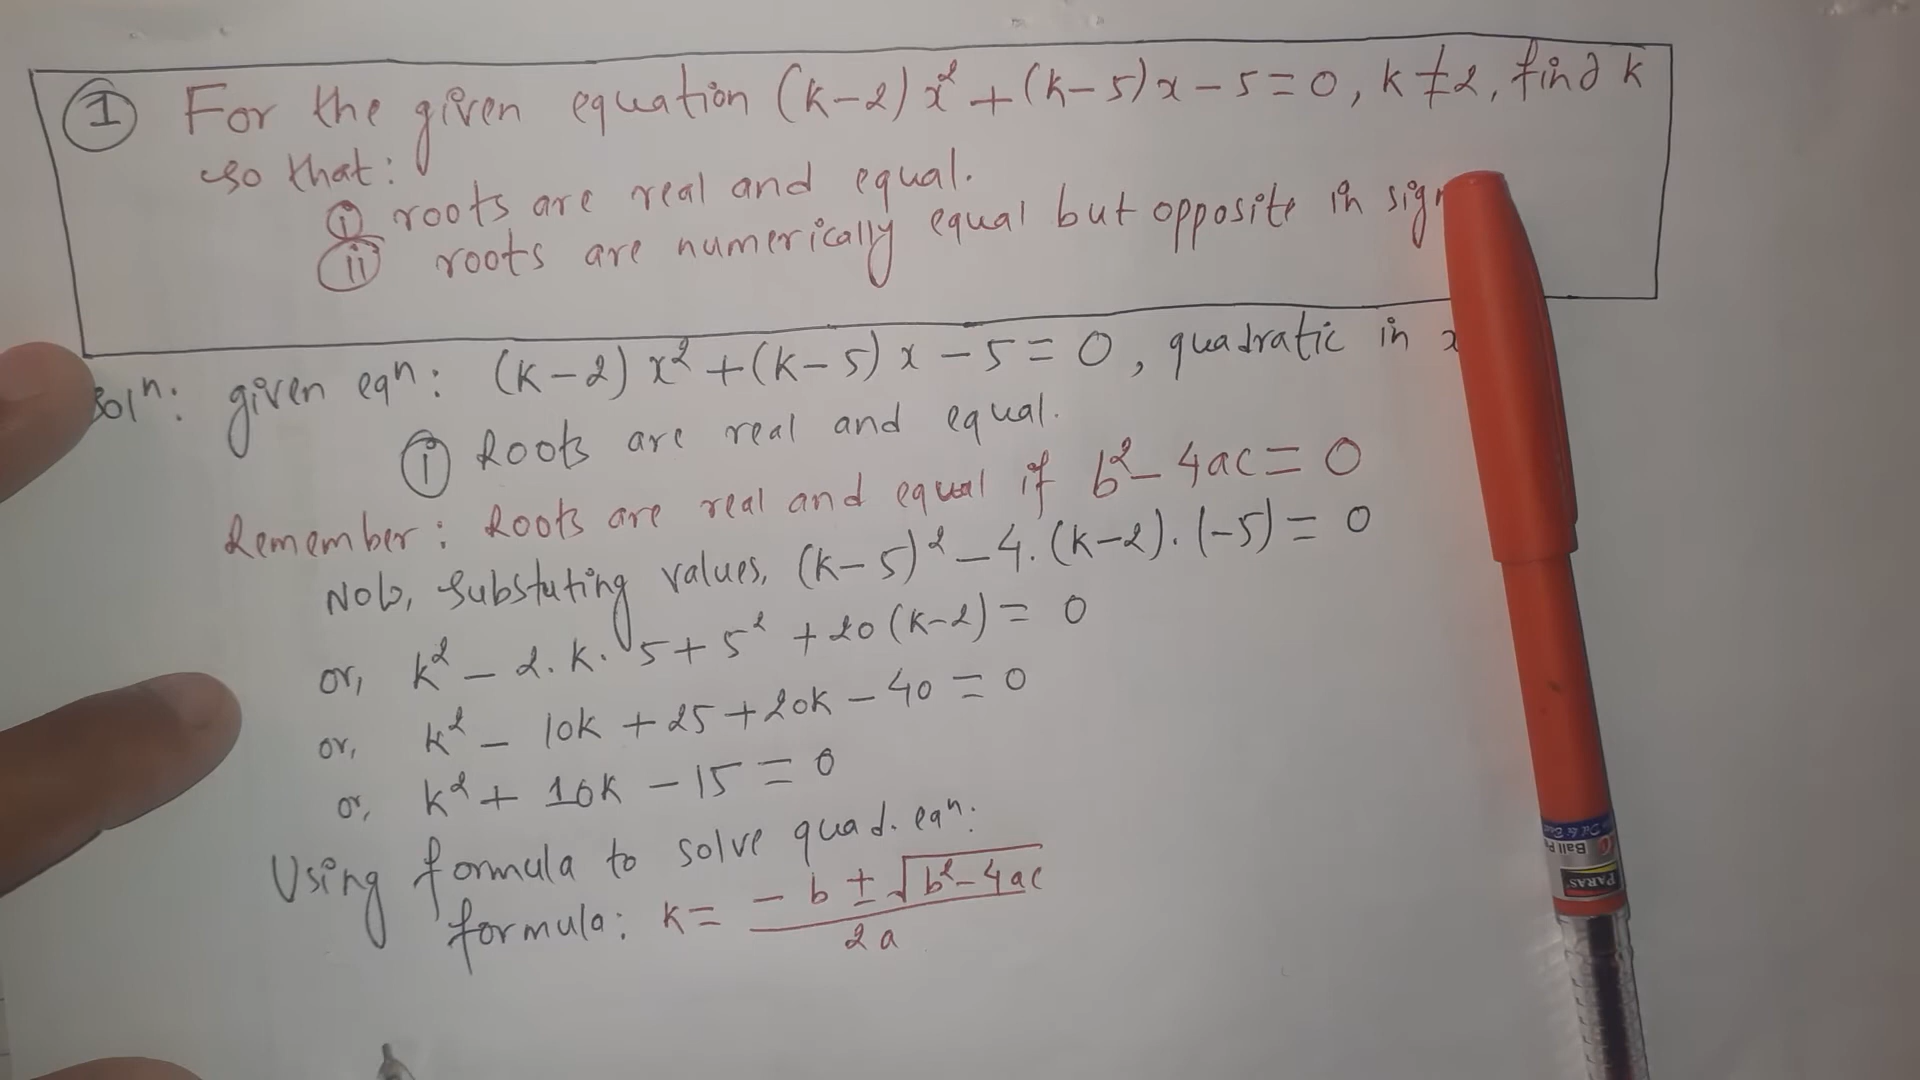 ① For the given equation (k-2)x²+(k-5)x-5=0, k≠2, find k
so that:
ⓘ roots are real and equal.
ⓘⓘ roots are numerically equal but opposite in sign
Solⁿ: given eqⁿ: (k-2)x²+(k-5)x-5=0, quadratic in x
ⓘ Roots are real and equal.
Remember: Roots are real and equal if b²-4ac=0
Now, substuting values, (k-5)²-4.(k-2).(-5)=0
or, k²-2.k.5+5²+20(k-2)=0
or, k²-10k+25+20k-40=0
or, k²+10k-15=0
Using formula to solve quad. eqⁿ:
formula: k= -b±√b²-4ac / 2a
Ball
PARAS